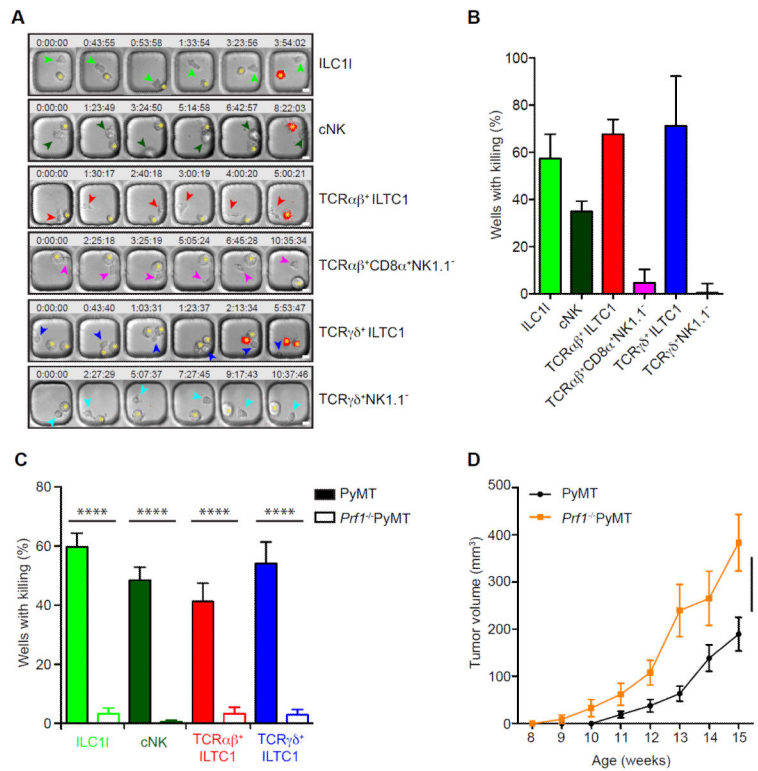 A
0:00:00 0:43:55 0:53:58 1:33:54 3:23:56 3:54:02
ILC1l
0:00:00 1:23:49 3:24:50 5:14:58 6:42:57 8:22:03
cNK
0:00:00 1:30:17 2:40:18 3:00:19 4:00:20 5:00:21
TCRαβ⁺ ILTC1
0:00:00 2:25:18 3:25:19 5:05:24 6:45:28 10:35:34
TCRαβ⁺CD8α⁺NK1.1⁻
0:00:00 0:43:40 1:03:31 1:23:37 2:13:34 5:53:47
TCRγδ⁺ ILTC1
0:00:00 2:27:29 5:07:37 7:27:45 9:17:43 10:37:46
TCRγδ⁺NK1.1⁻
B
Wells with killing (%)
100
80
60
40
20
0
ILC1l
cNK
TCRαβ⁺ ILTC1
TCRαβ⁺CD8α⁺NK1.1⁻
TCRγδ⁺ ILTC1
TCRγδ⁺NK1.1⁻
C
PyMT
Prf1⁻/⁻PyMT
Wells with killing (%)
80
60
40
20
0
**** **** **** ****
ILC1l cNK TCRαβ⁺ TCRγδ⁺
ILTC1 ILTC1
D
PyMT
Prf1⁻/⁻PyMT
Tumor volume (mm³)
500
400
300
200
100
0
8 9 10 11 12 13 14 15
Age (weeks)